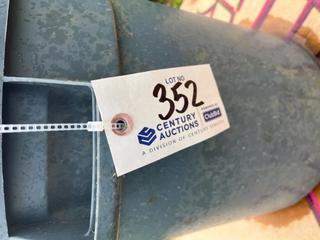 LOT NO
352
CENTURY
AUCTIONS
A DIVISION OF CENTURY SERVICES